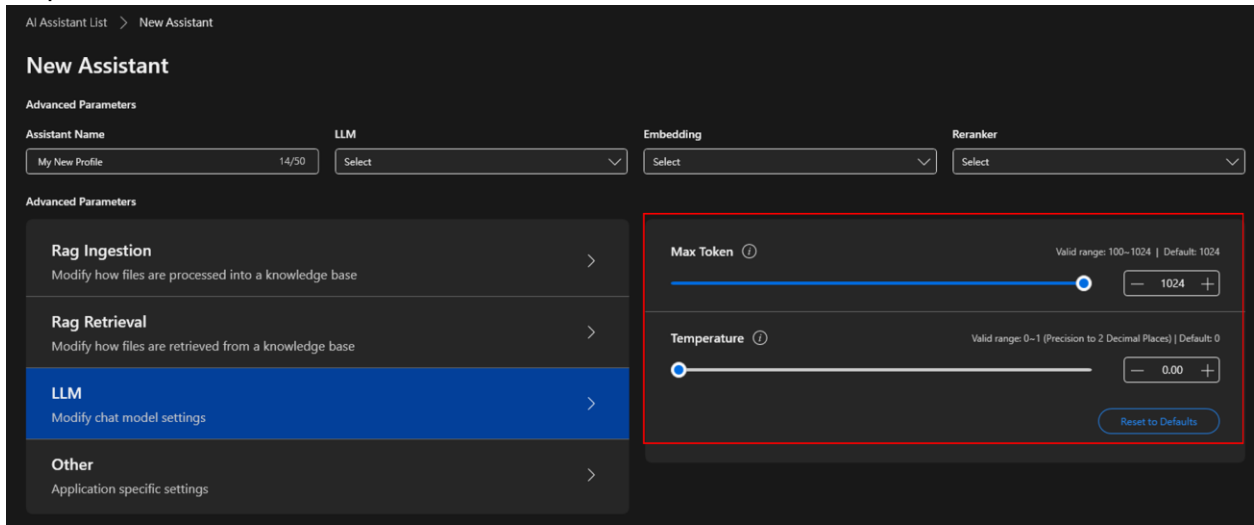 AI Assistant List > New Assistant
New Assistant
Advanced Parameters
Assistant Name LLM Embedding Reranker
My New Profile 14/50 Select Select Select
Advanced Parameters
Rag Ingestion
Modify how files are processed into a knowledge base
Rag Retrieval
Modify how files are retrieved from a knowledge base
LLM
Modify chat model settings
Other
Application specific settings
Max Token Valid range: 100~1024 | Default: 1024
1024
Temperature Valid range: 0~1 (Precision to 2 Decimal Places) | Default: 0
0.00
Reset to Defaults